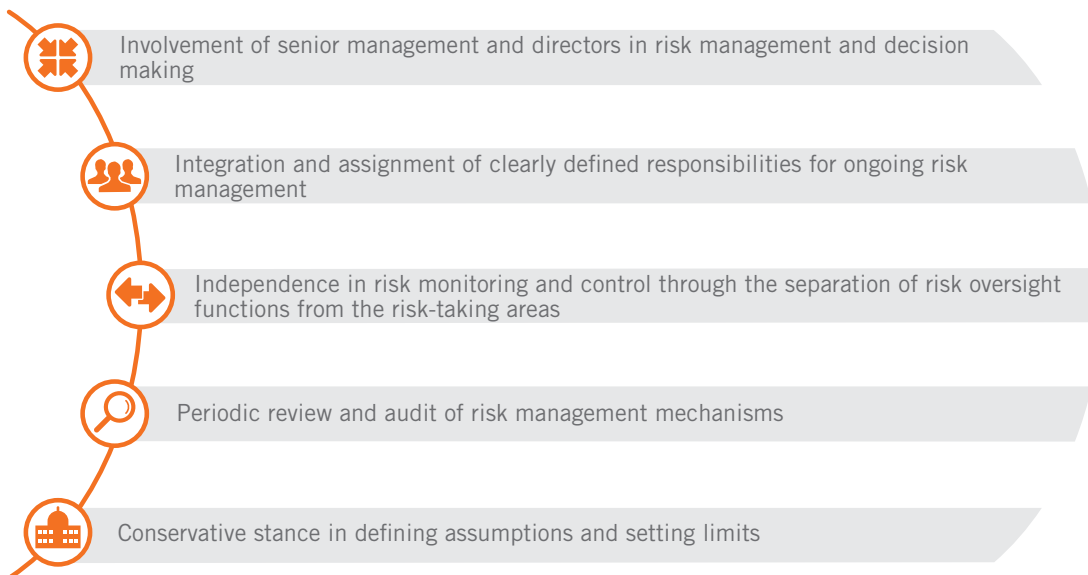 Involvement of senior management and directors in risk management and decision
making
Integration and assignment of clearly defined responsibilities for ongoing risk
management
Independence in risk monitoring and control through the separation of risk oversight
functions from the risk-taking areas
Periodic review and audit of risk management mechanisms
Conservative stance in defining assumptions and setting limits